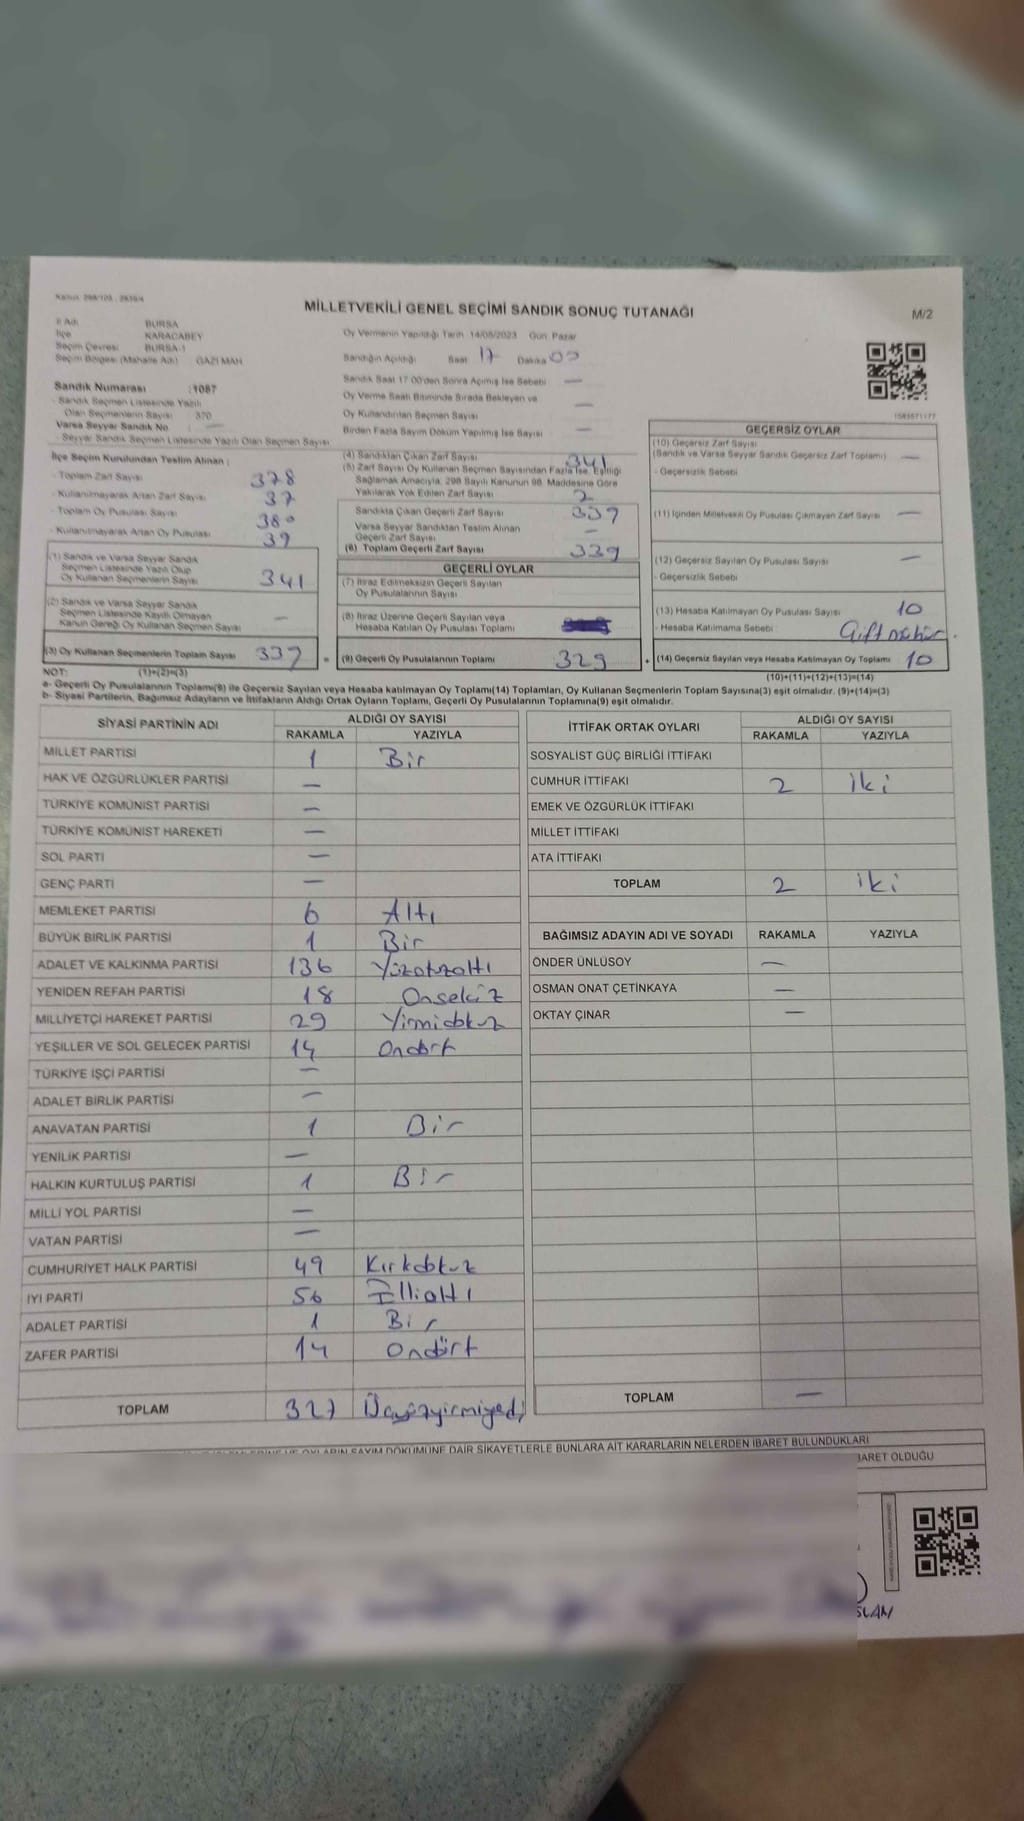 Kanun: 298/105 , 2839/4
MİLLETVEKİLİ GENEL SEÇİMİ SANDIK SONUÇ TUTANAĞI
M/2
İl Adı BURSA
İlçe KARACABEY
Seçim Çevresi BURSA-1
Seçim Bölgesi (Mahalle Adı) GAZİ MAH
Oy Vermenin Yapıldığı Tarih 14/05/2023 Gün Pazar
Sandığın Açıldığı Saat 17 Dakika 00
Sandık Saat 17:00'den Sonra Açımış İse Sebebi —
Oy Verme Saati Bitiminde Sırada Bekleyen ve
Oy Kullandırılan Seçmen Sayısı —
Birden Fazla Sayım Döküm Yapılmış İse Sayısı —
1585571177
Sandık Numarası :1087
- Sandık Seçmen Listesinde Yazılı
Olan Seçmenlerin Sayısı 370
Varsa Seyyar Sandık No —
- Seyyar Sandık Seçmen Listesinde Yazılı Olan Seçmen Sayısı
İlçe Seçim Kurulundan Teslim Alınan :
- Toplam Zarf Sayısı 378
- Kullanılmayarak Artan Zarf Sayısı 37
- Toplam Oy Pusulası Sayısı 380
- Kullanılmayarak Artan Oy Pusulası 39
(1) Sandık ve Varsa Seyyar Sandık
Seçmen Listesinde Yazılı Olup
Oy Kullanan Seçmenlerin Sayısı 341
(2) Sandık ve Varsa Seyyar Sandık
Seçmen Listesinde Kayıtlı Olmayan
Kanun Gereği Oy Kullanan Seçmen Sayısı —
(3) Oy Kullanan Seçmenlerin Toplam Sayısı 339
(4) Sandıktan Çıkan Zarf Sayısı 341
(5) Zarf Sayısı Oy Kullanan Seçmen Sayısından Fazla İse, Eşitliği
Sağlamak Amacıyla, 298 Sayılı Kanunun 98. Maddesine Göre
Yakılarak Yok Edilen Zarf Sayısı 2
Sandıkta Çıkan Geçerli Zarf Sayısı 339
Varsa Seyyar Sandıktan Teslim Alınan
Geçerli Zarf Sayısı —
(6) Toplam Geçerli Zarf Sayısı 339
GEÇERLİ OYLAR
(7) İtiraz Edilmeksizin Geçerli Sayılan
Oy Pusulalarının Sayısı
(8) İtiraz Üzerine Geçerli Sayılan veya
Hesaba Katılan Oy Pusulası Toplamı
= (9) Geçerli Oy Pusulalarının Toplamı 329
GEÇERSİZ OYLAR
(10) Geçersiz Zarf Sayısı
(Sandık ve Varsa Seyyar Sandık Geçersiz Zarf Toplamı) —
- Geçersizlik Sebebi
(11) İçinden Milletvekili Oy Pusulası Çıkmayan Zarf Sayısı —
(12) Geçersiz Sayılan Oy Pusulası Sayısı —
- Geçersizlik Sebebi
(13) Hesaba Katılmayan Oy Pusulası Sayısı 10
- Hesaba Katılmama Sebebi
+ (14) Geçersiz Sayılan veya Hesaba Katılmayan Oy Toplamı 10
NOT: (1)+(2)=(3)
(10)+(11)+(12)+(13)=(14)
a- Geçerli Oy Pusulalarının Toplamı(9) ile Geçersiz Sayılan veya Hesaba katılmayan Oy Toplamı(14) Toplamları, Oy Kullanan Seçmenlerin Toplam Sayısına(3) eşit olmalıdır. (9)+(14)=(3)
b- Siyasi Partilerin, Bağımsız Adayların ve İttifakların Aldığı Ortak Oyların Toplamı, Geçerli Oy Pusulalarının Toplamına(9) eşit olmalıdır.
SİYASİ PARTİNİN ADI ALDIĞI OY SAYISI
RAKAMLA YAZIYLA
MİLLET PARTİSİ 1 Bir
HAK VE ÖZGÜRLÜKLER PARTİSİ —
TÜRKİYE KOMÜNİST PARTİSİ —
TÜRKİYE KOMÜNİST HAREKETİ —
SOL PARTİ —
GENÇ PARTİ —
MEMLEKET PARTİSİ 6 Altı
BÜYÜK BİRLİK PARTİSİ 1 Bir
ADALET VE KALKINMA PARTİSİ 136 Yüzotuzaltı
YENİDEN REFAH PARTİSİ 18 Onsekiz
MİLLİYETÇİ HAREKET PARTİSİ 29 Yirmidokuz
YEŞİLLER VE SOL GELECEK PARTİSİ 14 Ondört
TÜRKİYE İŞÇİ PARTİSİ —
ADALET BİRLİK PARTİSİ —
ANAVATAN PARTİSİ 1 Bir
YENİLİK PARTİSİ —
HALKIN KURTULUŞ PARTİSİ 1 Bir
MİLLİ YOL PARTİSİ —
VATAN PARTİSİ —
CUMHURİYET HALK PARTİSİ 49 Kırkdokuz
İYİ PARTİ 56 Ellialtı
ADALET PARTİSİ 1 Bir
ZAFER PARTİSİ 14 Ondört
TOPLAM 327 Üçyüzyirmiyedi
İTTİFAK ORTAK OYLARI ALDIĞI OY SAYISI
RAKAMLA YAZIYLA
SOSYALİST GÜÇ BİRLİĞİ İTTİFAKI
CUMHUR İTTİFAKI 2 iki
EMEK VE ÖZGÜRLÜK İTTİFAKI
MİLLET İTTİFAKI
ATA İTTİFAKI
TOPLAM 2 iki
BAĞIMSIZ ADAYIN ADI VE SOYADI RAKAMLA YAZIYLA
ÖNDER ÜNLÜSOY —
OSMAN ONAT ÇETİNKAYA —
OKTAY ÇINAR —
TOPLAM —
OYLARIN SAYIM DÖKÜMÜNE DAİR ŞİKAYETLERLE BUNLARA AİT KARARLARIN NELERDEN İBARET BULUNDUKLARI
BARET OLDUĞU
SLAN